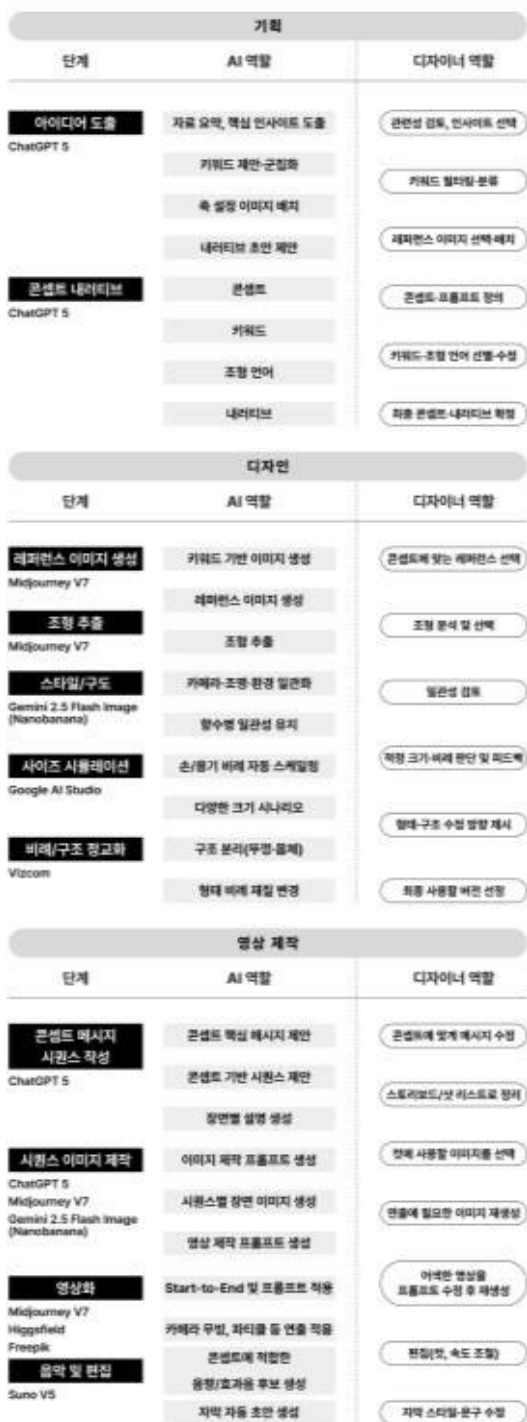 기획
단계 AI 역할 디자이너 역할
아이디어 도출 자료 요약, 핵심 인사이트 도출 관련성 검토, 인사이트 선택
ChatGPT 5
키워드 제안·군집화
키워드 필터링·분류
축 설정 이미지 배치
레퍼런스 이미지 선택·배치
내러티브 초안 제안
콘셉트 내러티브 콘셉트 콘셉트·프롬프트 정의
ChatGPT 5
키워드
키워드·조형 언어 선별·수정
조형 언어
내러티브 최종 콘셉트·내러티브 확정
디자인
단계 AI 역할 디자이너 역할
레퍼런스 이미지 생성 키워드 기반 이미지 생성 콘셉트에 맞는 레퍼런스 선택
Midjourney V7
레퍼런스 이미지 생성
조형 추출 조형 분석 및 선택
Midjourney V7 조형 추출
스타일/구도 카메라·조명·환경 일관화 일관성 검토
Gemini 2.5 Flash Image
(Nanobanana) 향수병 일관성 유지
사이즈 시뮬레이션 손/용기 비례 자동 스케일링 적정 크기·비례 판단 및 피드백
Google AI Studio
다양한 크기 시나리오
형태·구조 수정 방향 제시
비례/구조 정교화 구조 분리(뚜껑·몸체)
Vizcom
형태 비례 재질 변경 최종 사용할 버전 선정
영상 제작
단계 AI 역할 디자이너 역할
콘셉트 메시지 콘셉트 핵심 메시지 제안 콘셉트에 맞게 메시지 수정
시퀀스 작성
ChatGPT 5 콘셉트 기반 시퀀스 제안
스토리보드/샷 리스트로 정리
장면별 설명 생성
시퀀스 이미지 제작 이미지 제작 프롬프트 생성 컷에 사용할 이미지를 선택
ChatGPT 5
Midjourney V7 시퀀스별 장면 이미지 생성 연출에 필요한 이미지 재생성
Gemini 2.5 Flash Image
(Nanobanana)
영상 제작 프롬프트 생성
어색한 영상을
영상화 Start-to-End 및 프롬프트 적용 프롬프트 수정 후 재생성
Midjourney V7
Higgsfield 카메라 무빙, 파티클 등 연출 적용
Freepik 콘셉트에 적합한 편집(컷, 속도 조절)
음악 및 편집 음향/효과음 후보 생성
Suno V5
자막 자동 초안 생성 자막 스타일·문구 수정